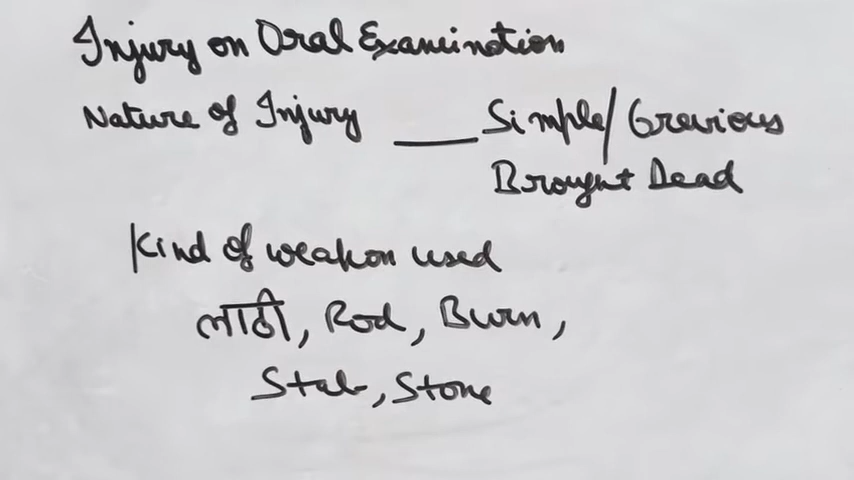 Injury on Oral Examination
Nature of Injury ___ Simple/Grevious
Brought Dead
Kind of weapon used
लाठी, Rod, Burn,
Stab, Stone